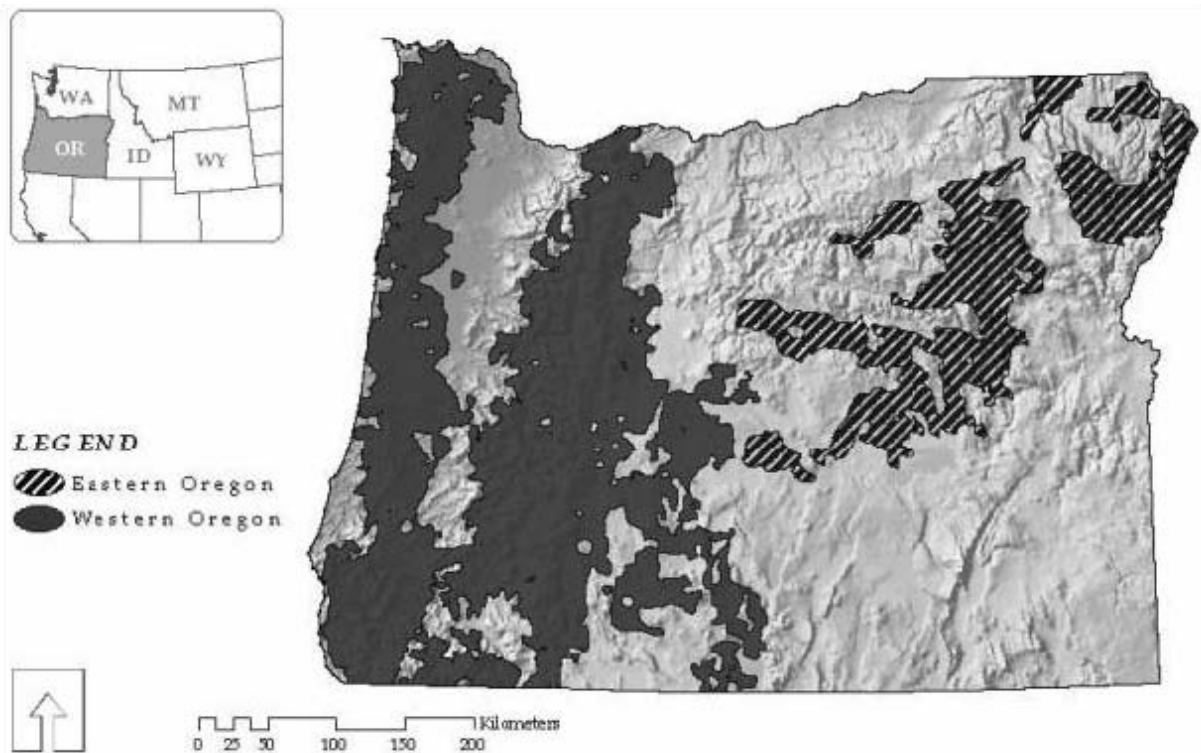 WA
MT
OR
ID
WY
LEGEND
Eastern Oregon
Western Oregon
Kilometers
0 25 50 100 150 200